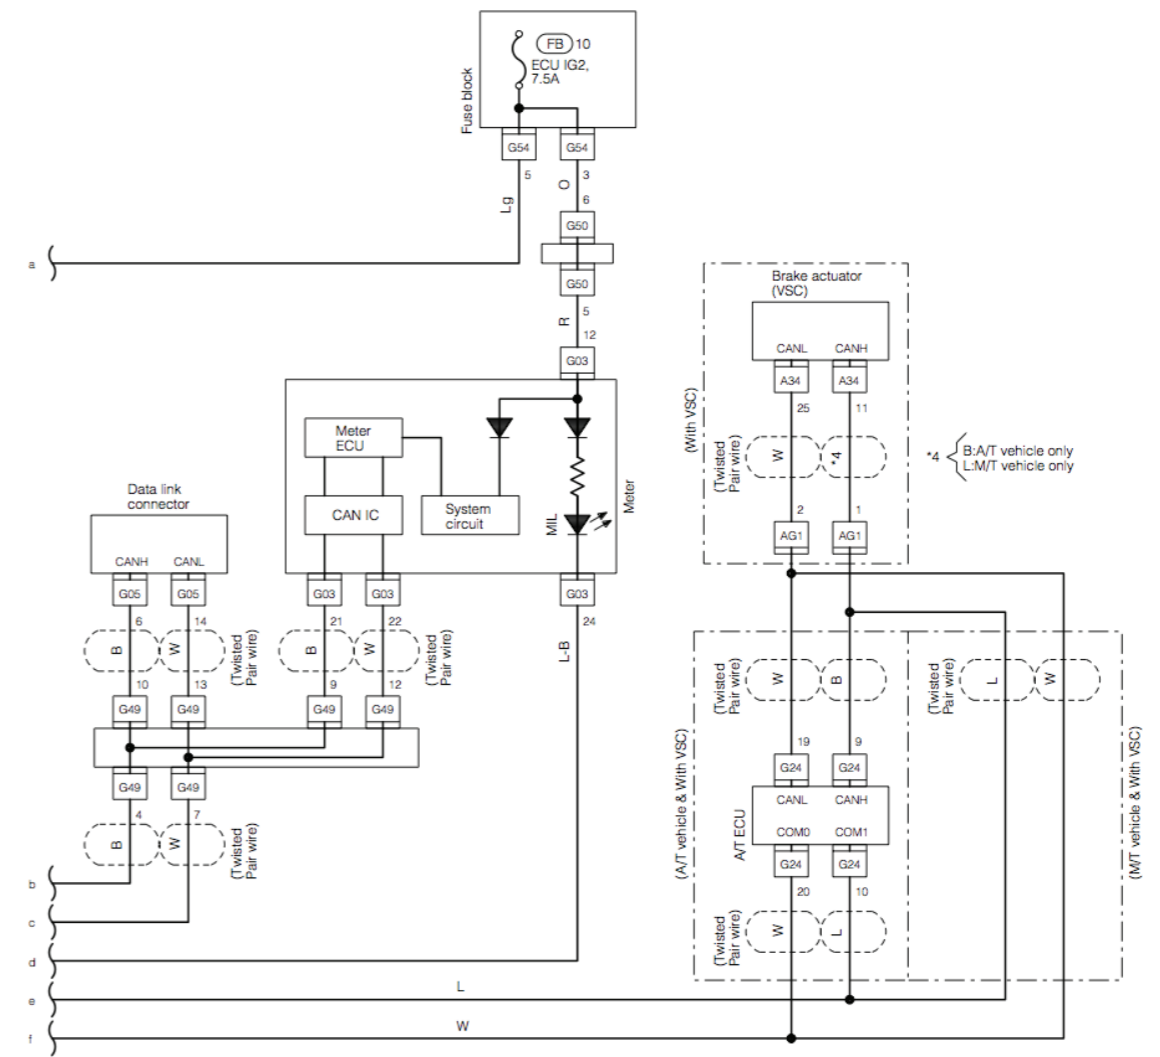 FB 10
ECU IG2,
7.5A
Fuse block
G54
G54
5
3
Lg
O
6
G50
a
G50
5
R
12
G03
Brake actuator
(VSC)
CANL
CANH
A34
A34
25
11
(With VSC)
(Twisted
Pair wire)
W
*4
*4
B:A/T vehicle only
L:M/T vehicle only
2
1
AG1
AG1
Meter
ECU
CAN IC
System
circuit
MIL
Meter
Data link
connector
CANH
CANL
G05
G05
G03
G03
G03
6
14
21
22
24
B
W
(Twisted
Pair wire)
B
W
(Twisted
Pair wire)
L-B
10
13
9
12
G49
G49
G49
G49
G49
G49
4
7
B
W
(Twisted
Pair wire)
(Twisted
Pair wire)
W
B
(Twisted
Pair wire)
L
W
19
9
G24
G24
CANL
CANH
COM0
COM1
A/T ECU
G24
G24
20
10
(Twisted
Pair wire)
W
L
(A/T vehicle & With VSC)
(M/T vehicle & With VSC)
b
c
d
e
L
f
W